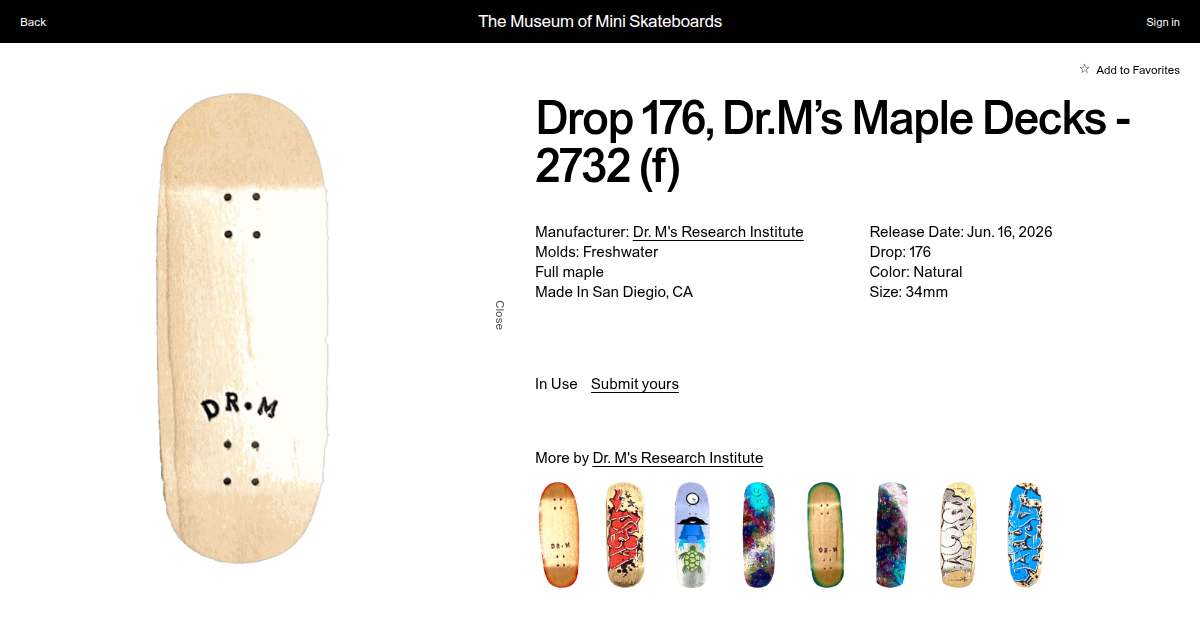 Back
The Museum of Mini Skateboards
Sign in
☆ Add to Favorites
Drop 176, Dr.M’s Maple Decks -
2732 (f)
Manufacturer: Dr. M's Research Institute
Molds: Freshwater
Full maple
Made In San Diegio, CA
Release Date: Jun. 16, 2026
Drop: 176
Color: Natural
Size: 34mm
Close
DR•M
In Use Submit yours
More by Dr. M's Research Institute
DR•M
DR•M